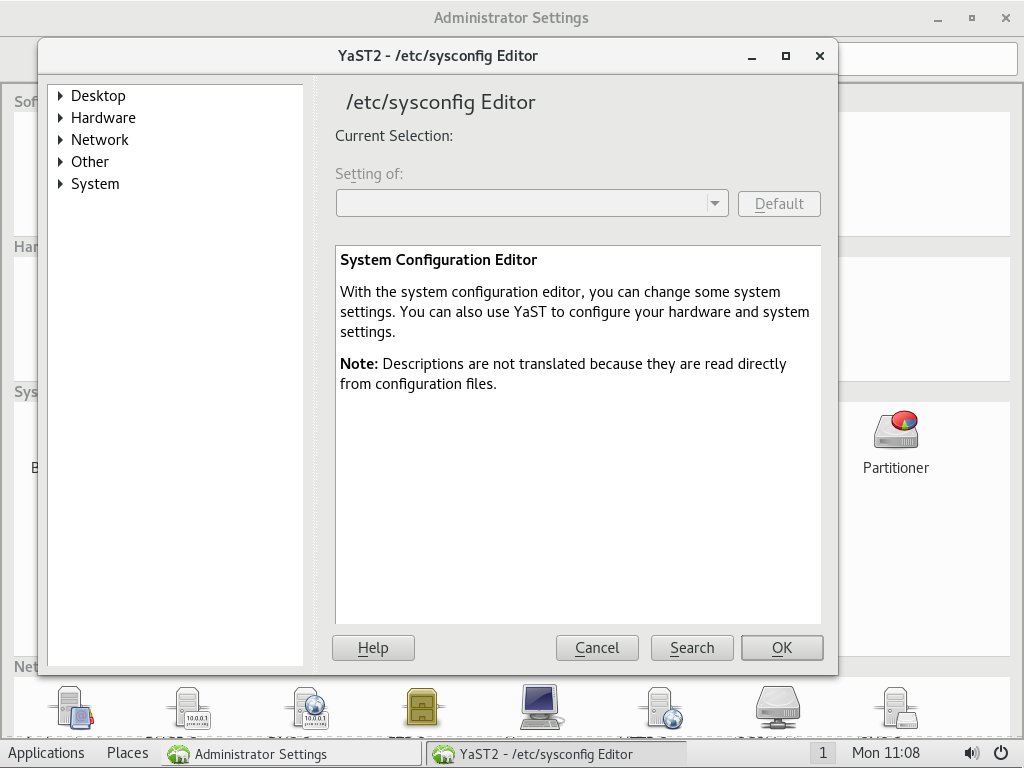 Administrator Settings
YaST2 - /etc/sysconfig Editor
Desktop
Hardware
Network
Other
System
/etc/sysconfig Editor
Current Selection:
Setting of:
Default
System Configuration Editor
With the system configuration editor, you can change some system
settings. You can also use YaST to configure your hardware and system
settings.
Note: Descriptions are not translated because they are read directly
from configuration files.
Help
Cancel
Search
OK
Sof
Har
Sys
B
Partitioner
Net
10.0.0.1
10.0.0.1
Applications
Places
Administrator Settings
YaST2 - /etc/sysconfig Editor
1
Mon 11:08